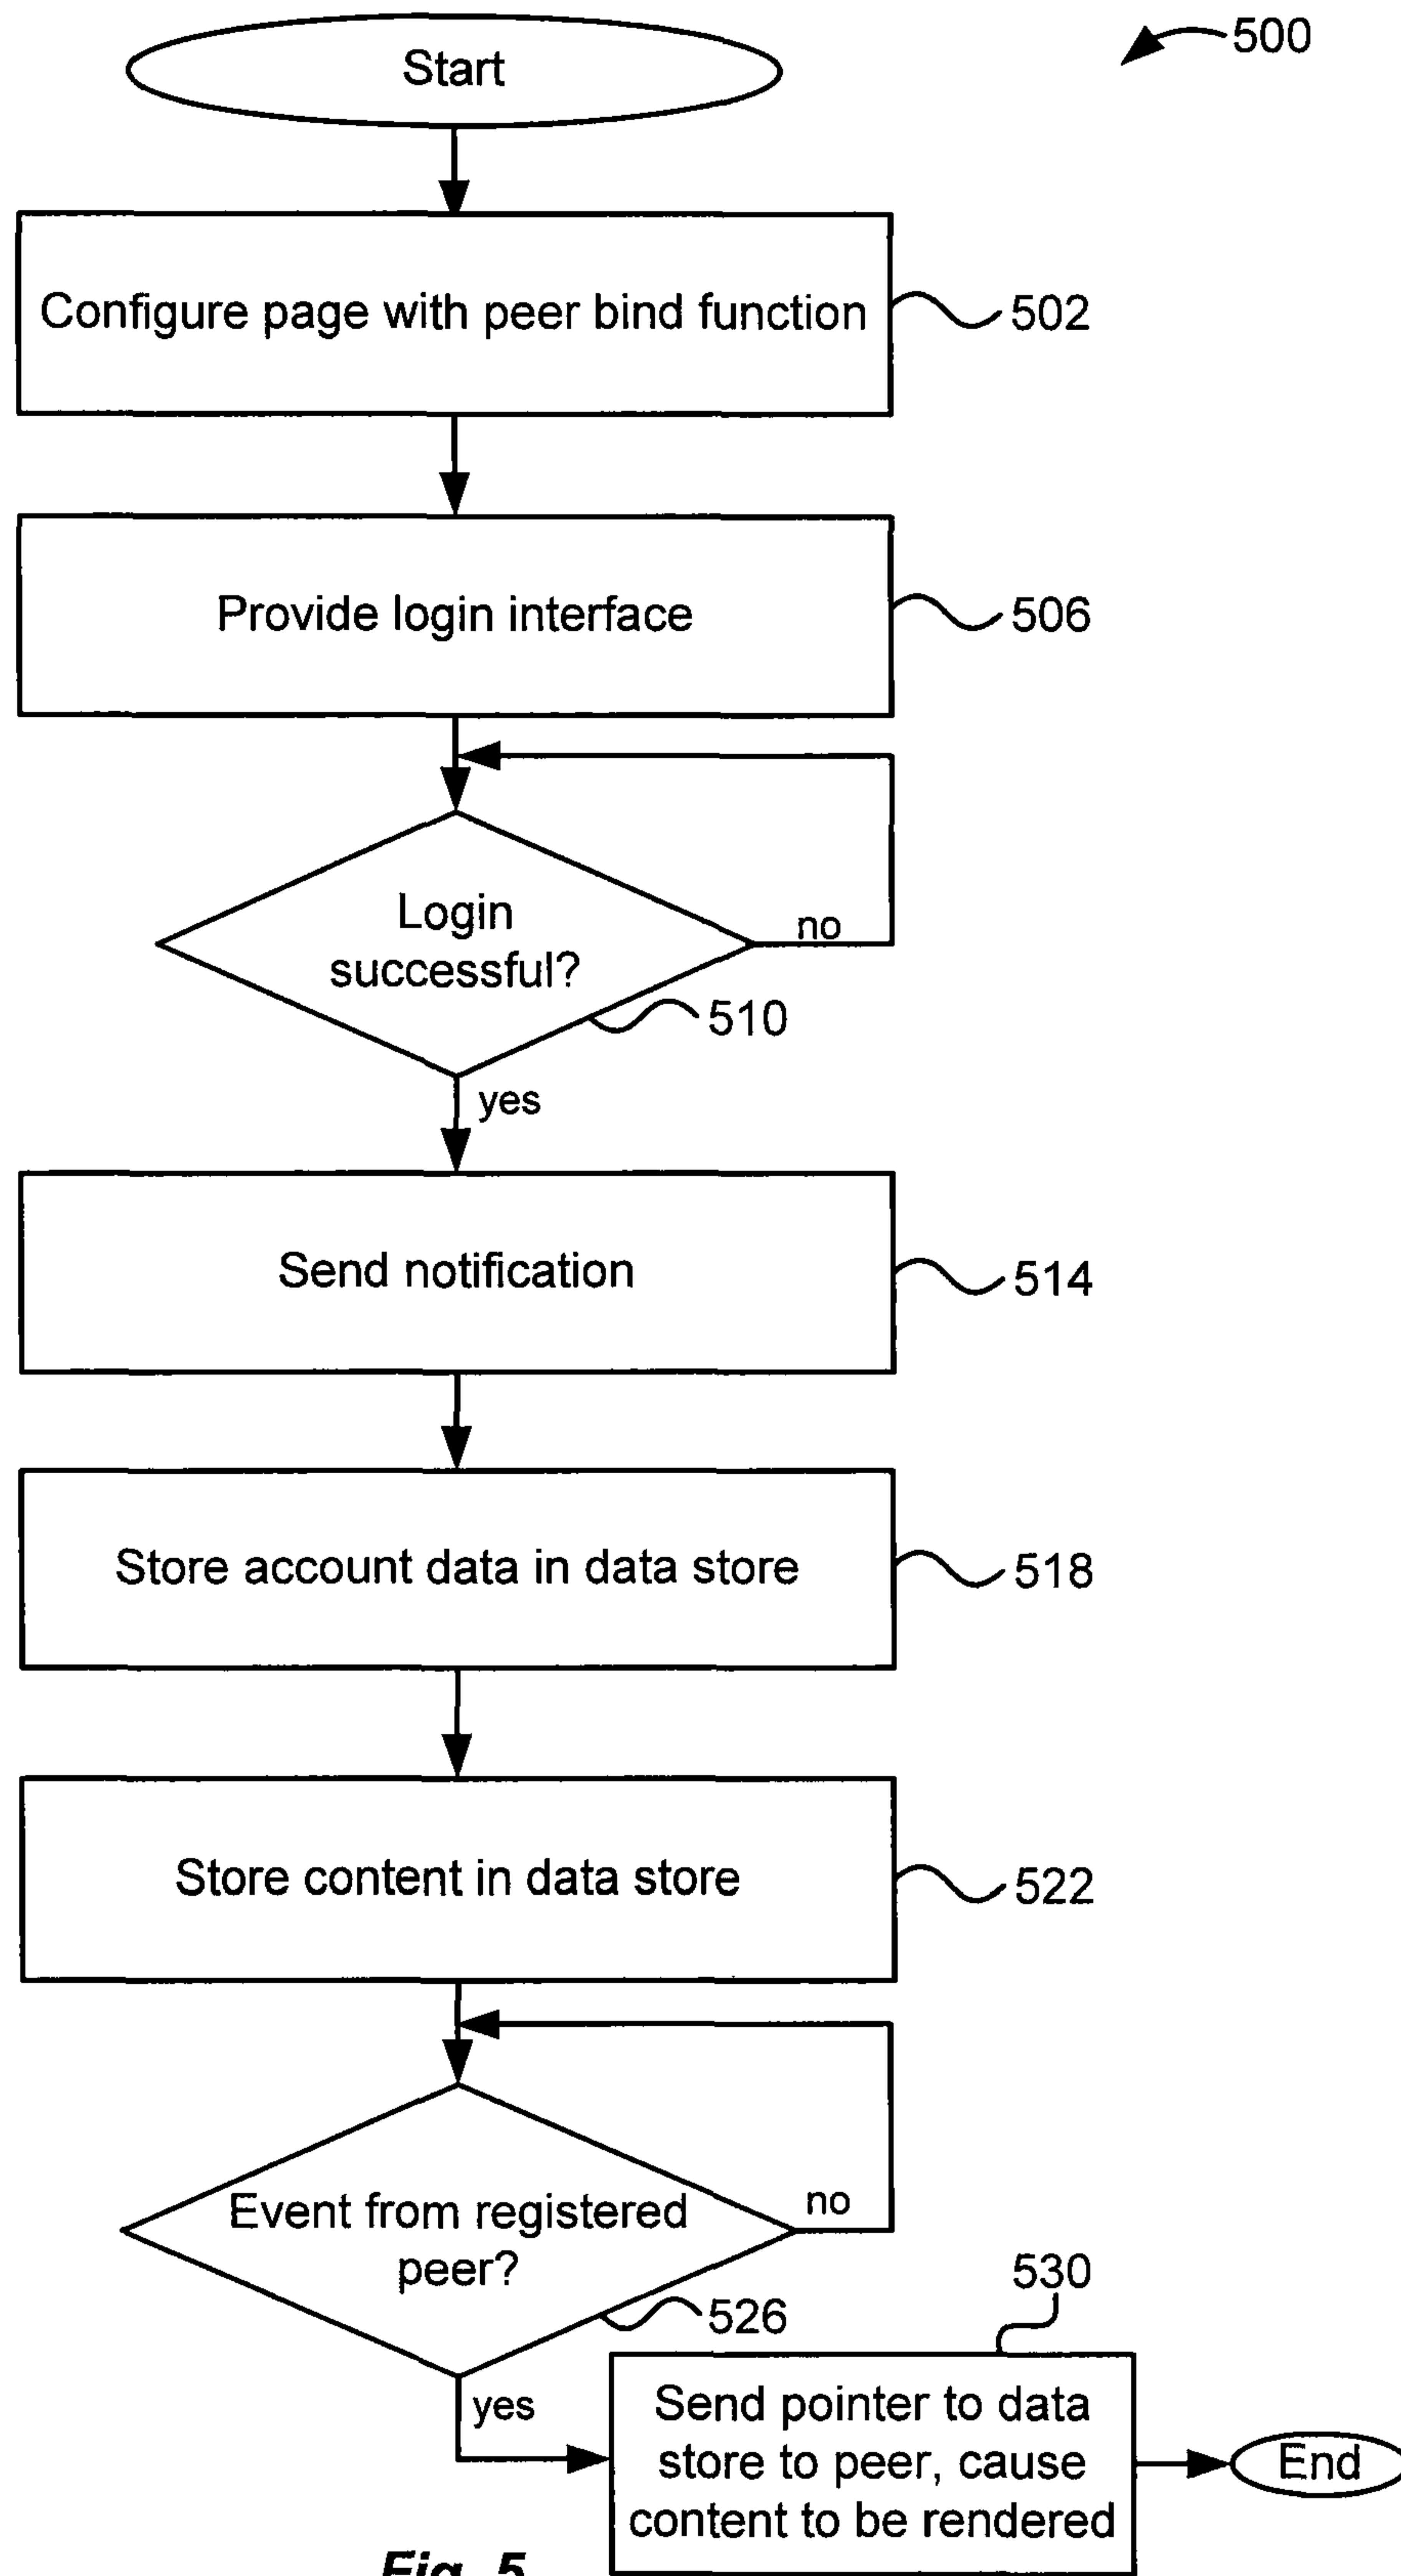 Start
500
Configure page with peer bind function
502
Provide login interface
506
Login
successful?
no
510
yes
Send notification
514
Store account data in data store
518
Store content in data store
522
Event from registered
peer?
no
526
530
yes
Send pointer to data
store to peer, cause
content to be rendered
End
Fig. 5